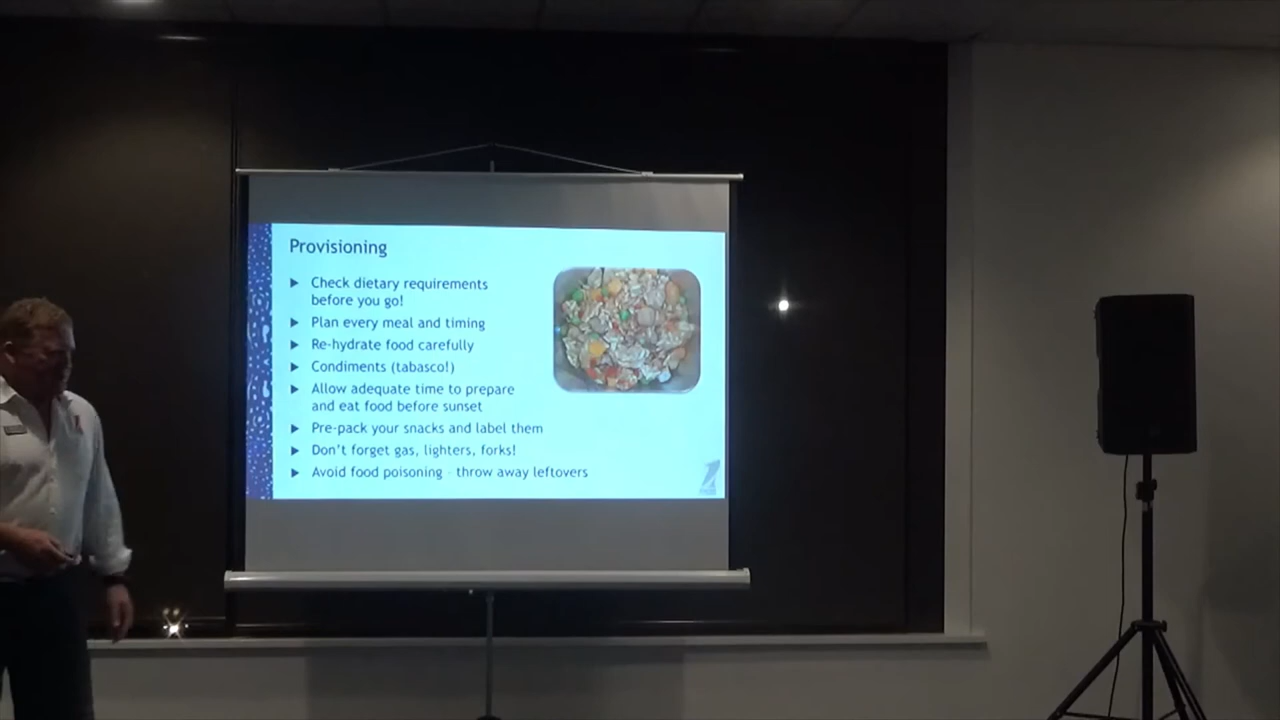 Provisioning
Check dietary requirements
before you go!
Plan every meal and timing
Re-hydrate food carefully
Condiments (tabasco!)
Allow adequate time to prepare
and eat food before sunset
Pre-pack your snacks and label them
Don't forget gas, lighters, forks!
Avoid food poisoning - throw away leftovers